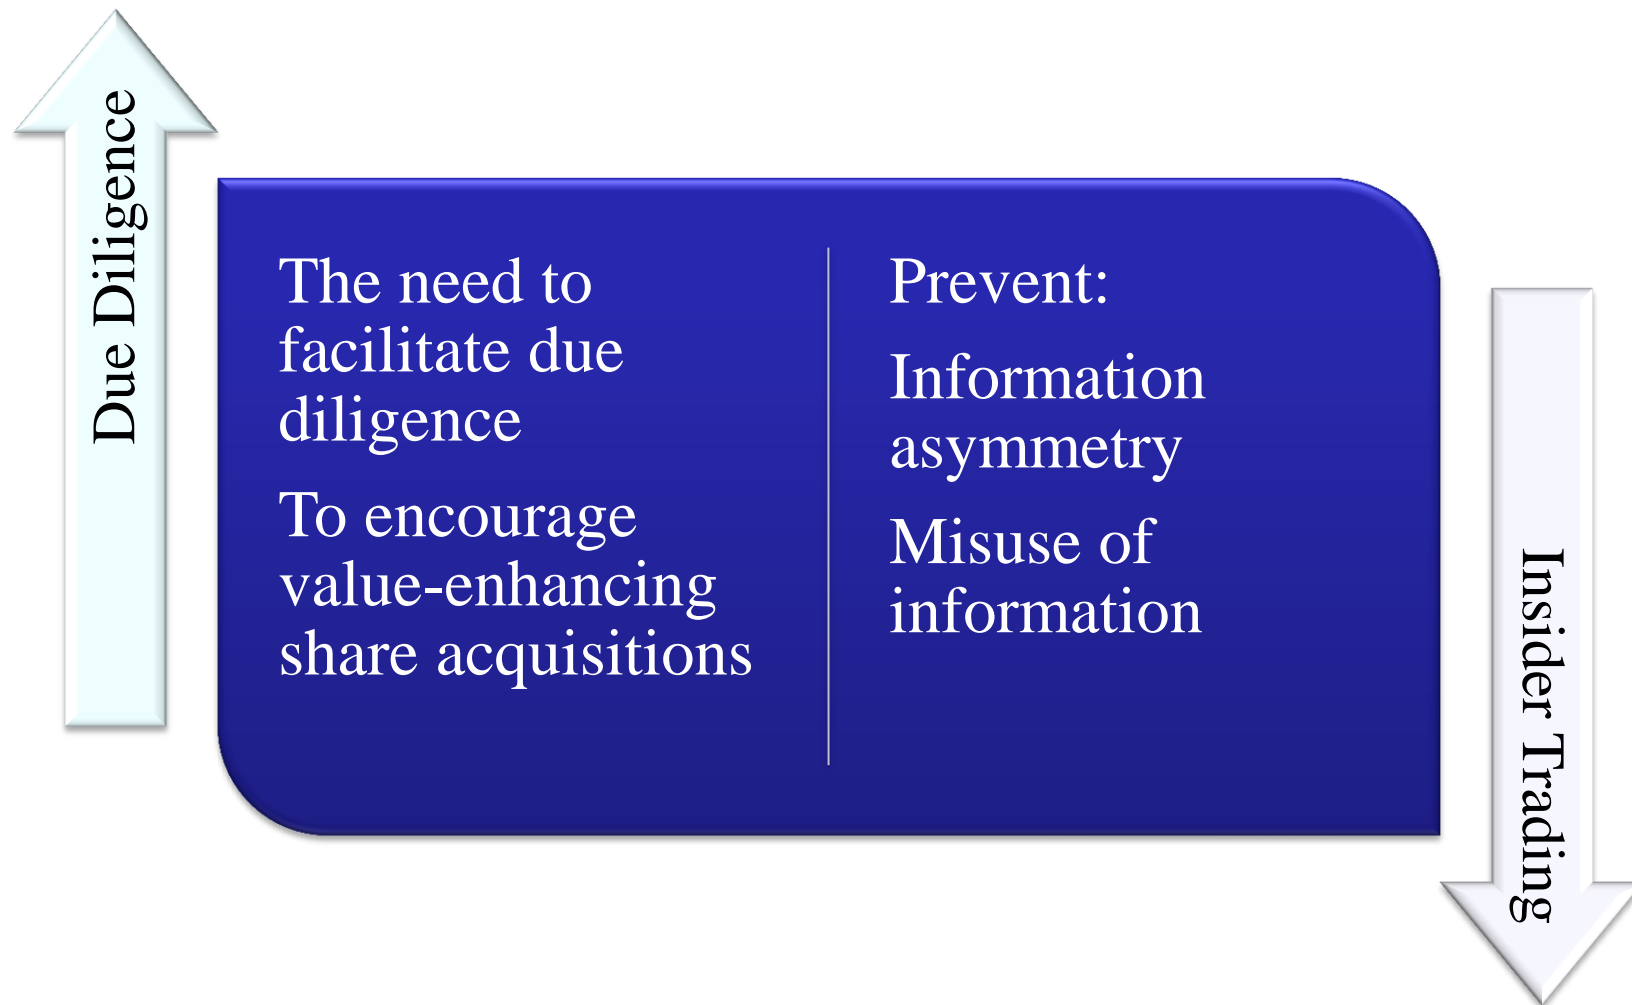 Due Diligence
The need to
facilitate due
diligence
To encourage
value-enhancing
share acquisitions
Prevent:
Information
asymmetry
Misuse of
information
Insider Trading